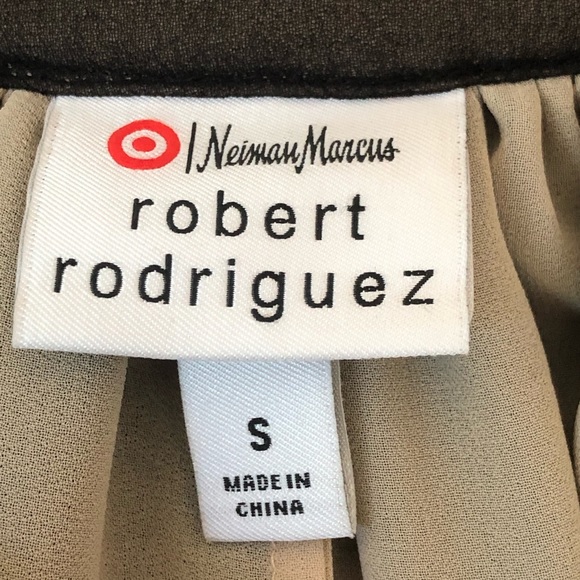 | Neiman Marcus
robert
rodriguez
S
MADE IN
CHINA